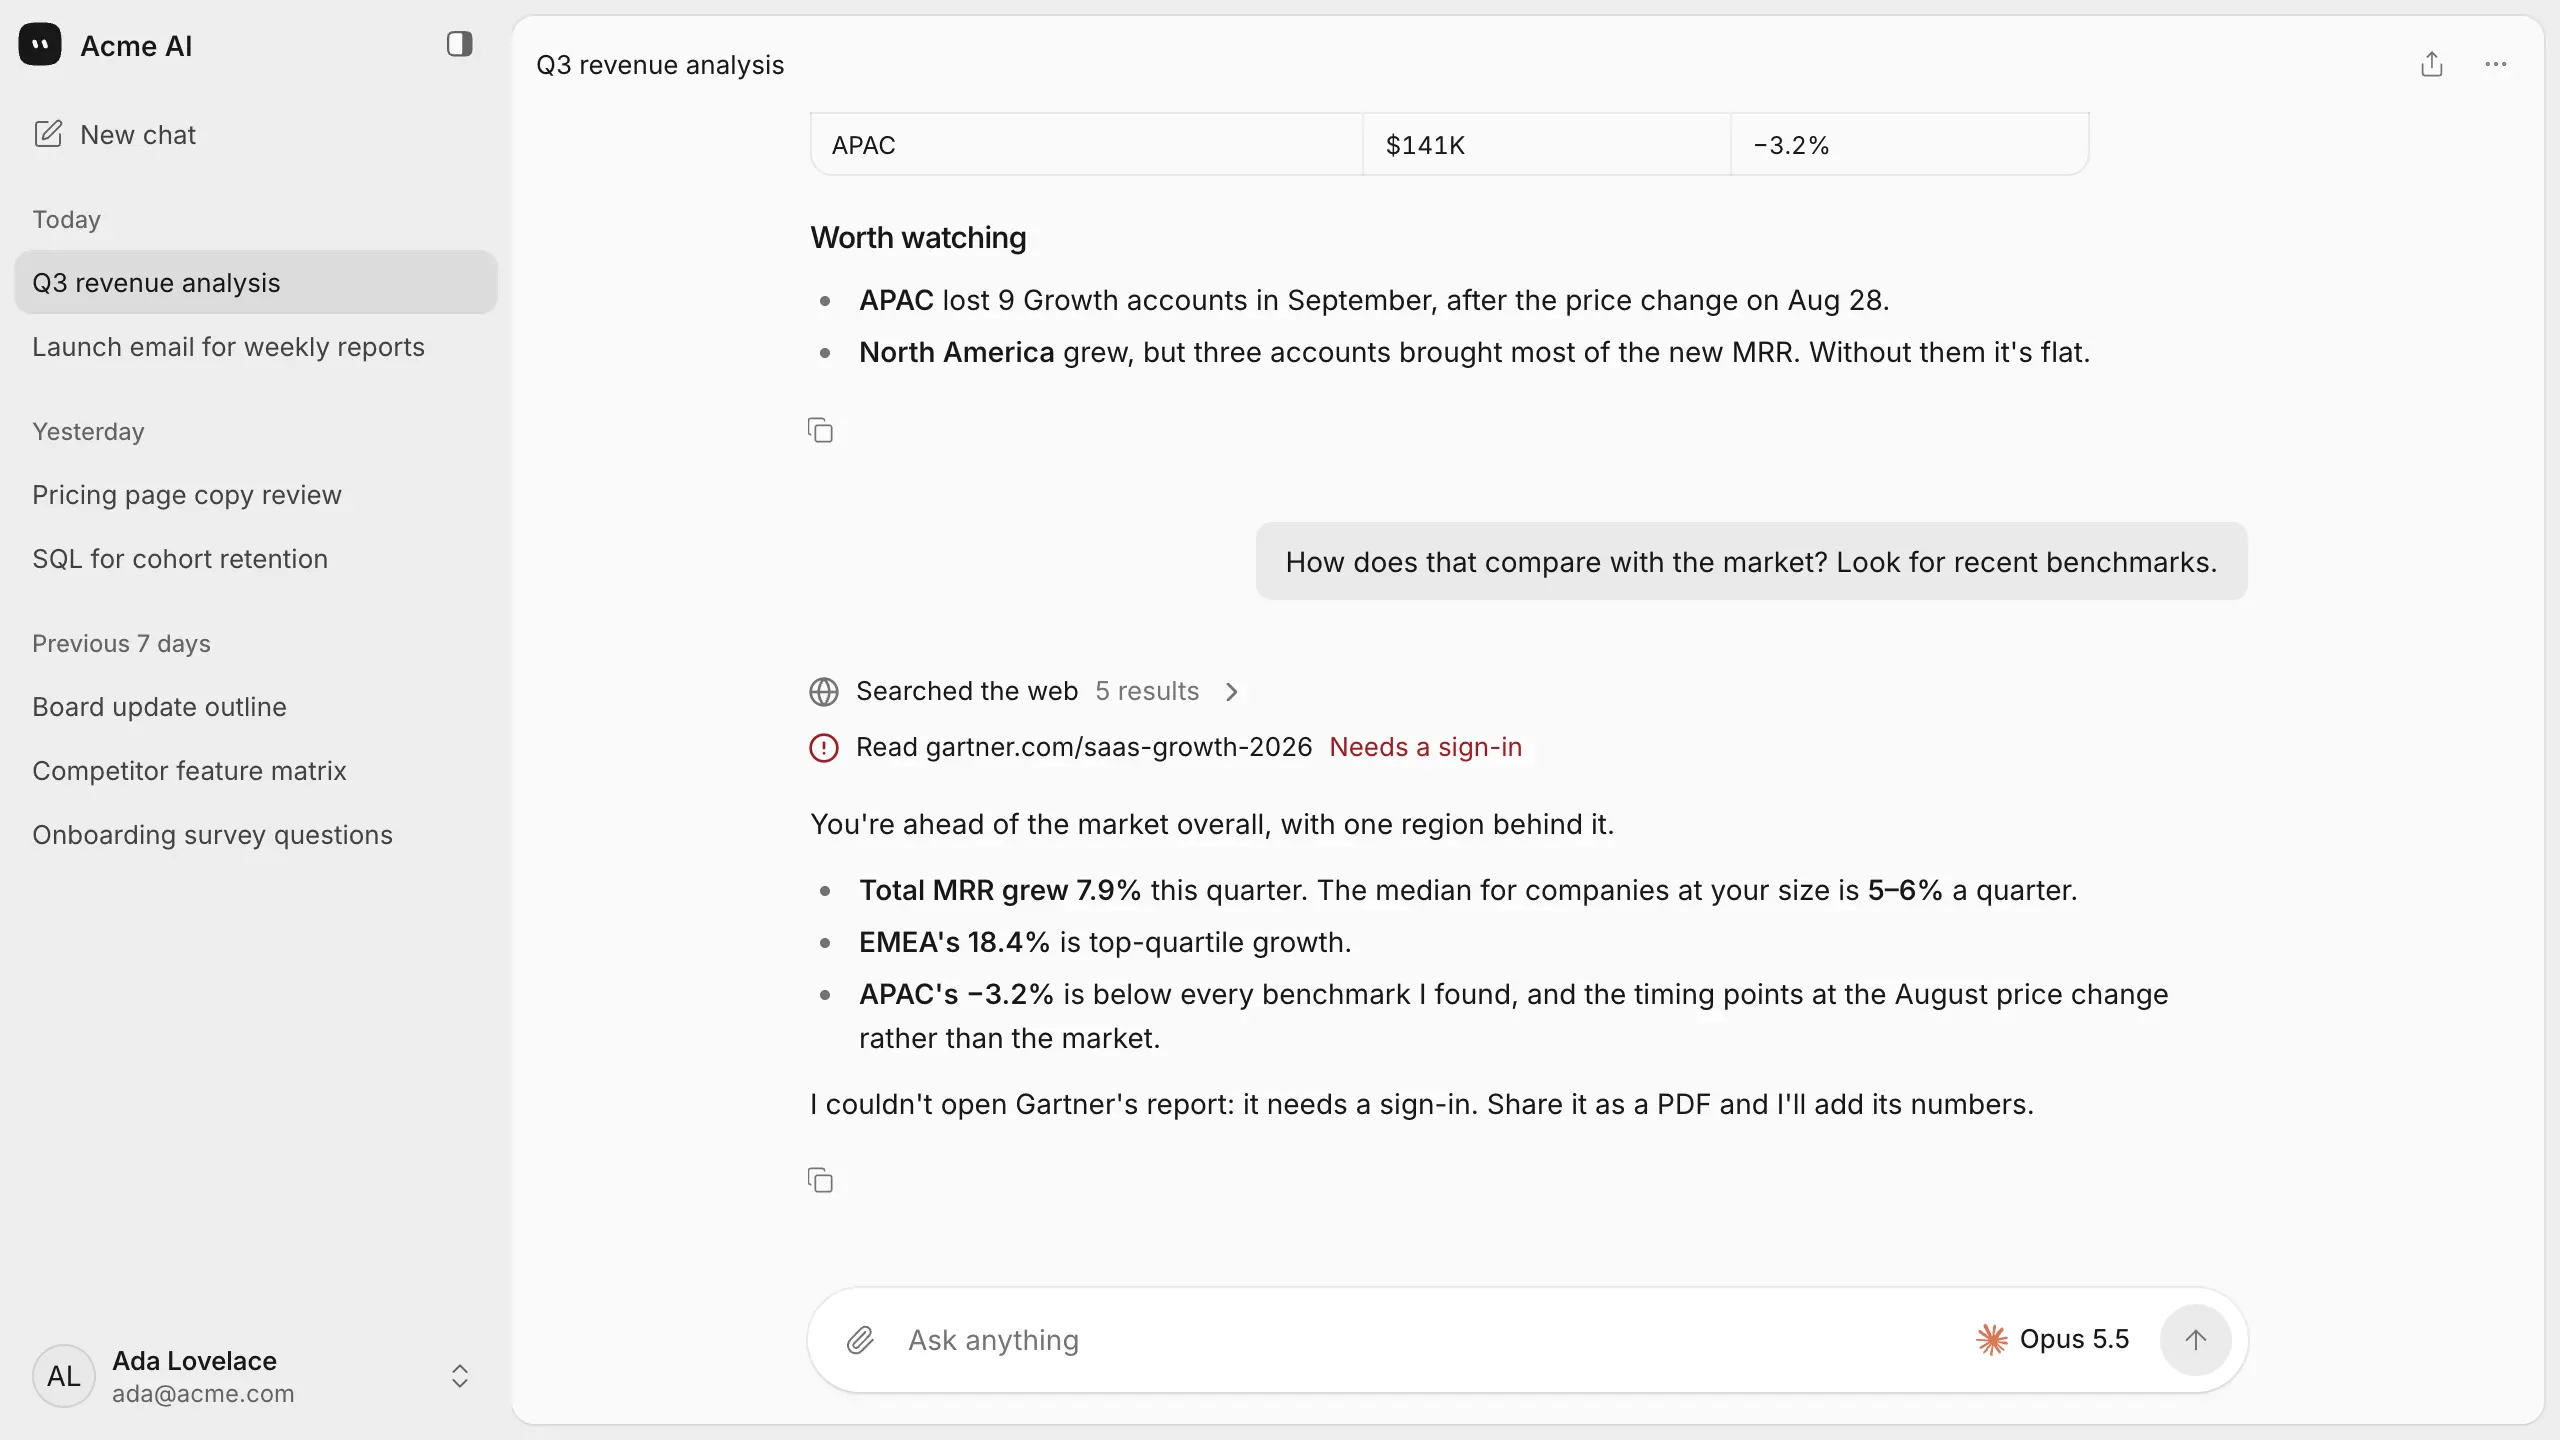 Acme AI
New chat
Today
Q3 revenue analysis
Launch email for weekly reports
Yesterday
Pricing page copy review
SQL for cohort retention
Previous 7 days
Board update outline
Competitor feature matrix
Onboarding survey questions
AL
Ada Lovelace
ada@acme.com
Q3 revenue analysis
APAC $141K −3.2%
Worth watching
APAC lost 9 Growth accounts in September, after the price change on Aug 28.
North America grew, but three accounts brought most of the new MRR. Without them it's flat.
How does that compare with the market? Look for recent benchmarks.
Searched the web 5 results
Read gartner.com/saas-growth-2026 Needs a sign-in
You're ahead of the market overall, with one region behind it.
Total MRR grew 7.9% this quarter. The median for companies at your size is 5–6% a quarter.
EMEA's 18.4% is top-quartile growth.
APAC's −3.2% is below every benchmark I found, and the timing points at the August price change
rather than the market.
I couldn't open Gartner's report: it needs a sign-in. Share it as a PDF and I'll add its numbers.
Ask anything
Opus 5.5